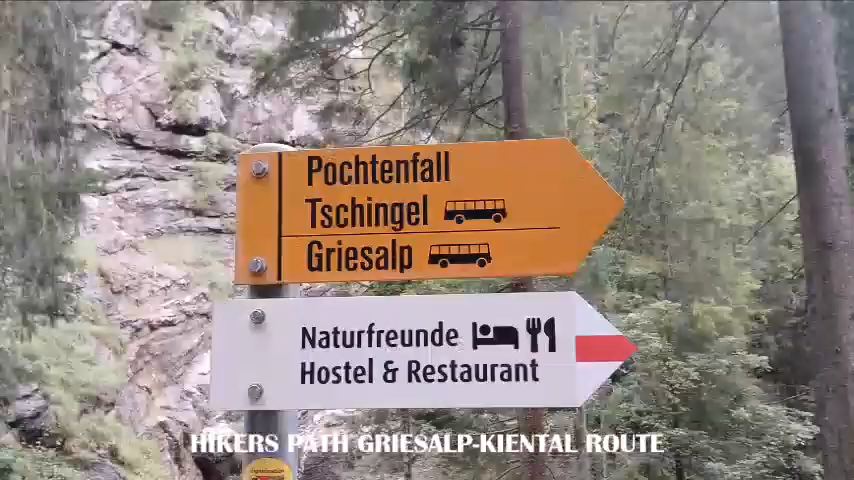 Pochtenfall
Tschingel
Griesalp
Naturfreunde
Hostel & Restaurant
HIKERS PATH GRIESALP-KIENTAL ROUTE